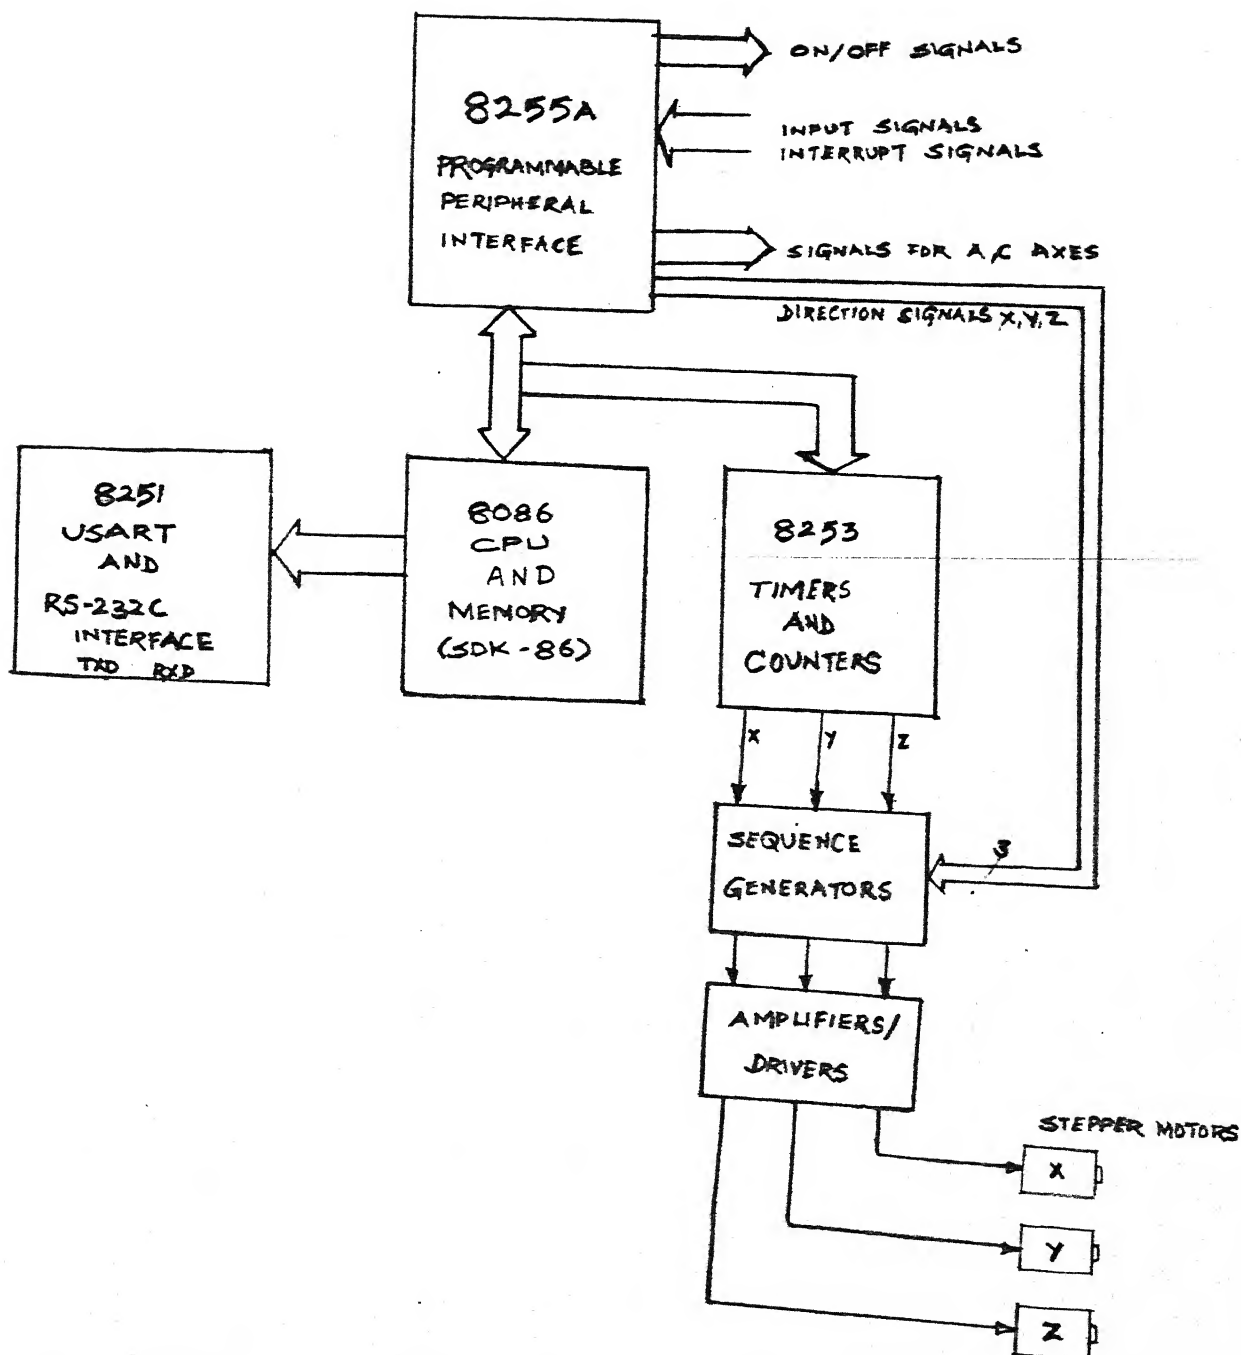 8255A
PROGRAMMABLE
PERIPHERAL
INTERFACE
ON/OFF SIGNALS
INPUT SIGNALS
INTERRUPT SIGNALS
SIGNALS FOR A,C AXES
DIRECTION SIGNALS X,Y,Z
8251
USART
AND
RS-232C
INTERFACE
TXD RXD
8086
CPU
AND
MEMORY
(SDK-86)
8253
TIMERS
AND
COUNTERS
X Y Z
SEQUENCE
GENERATORS
3
AMPLIFIERS/
DRIVERS
STEPPER MOTORS
X
Y
Z